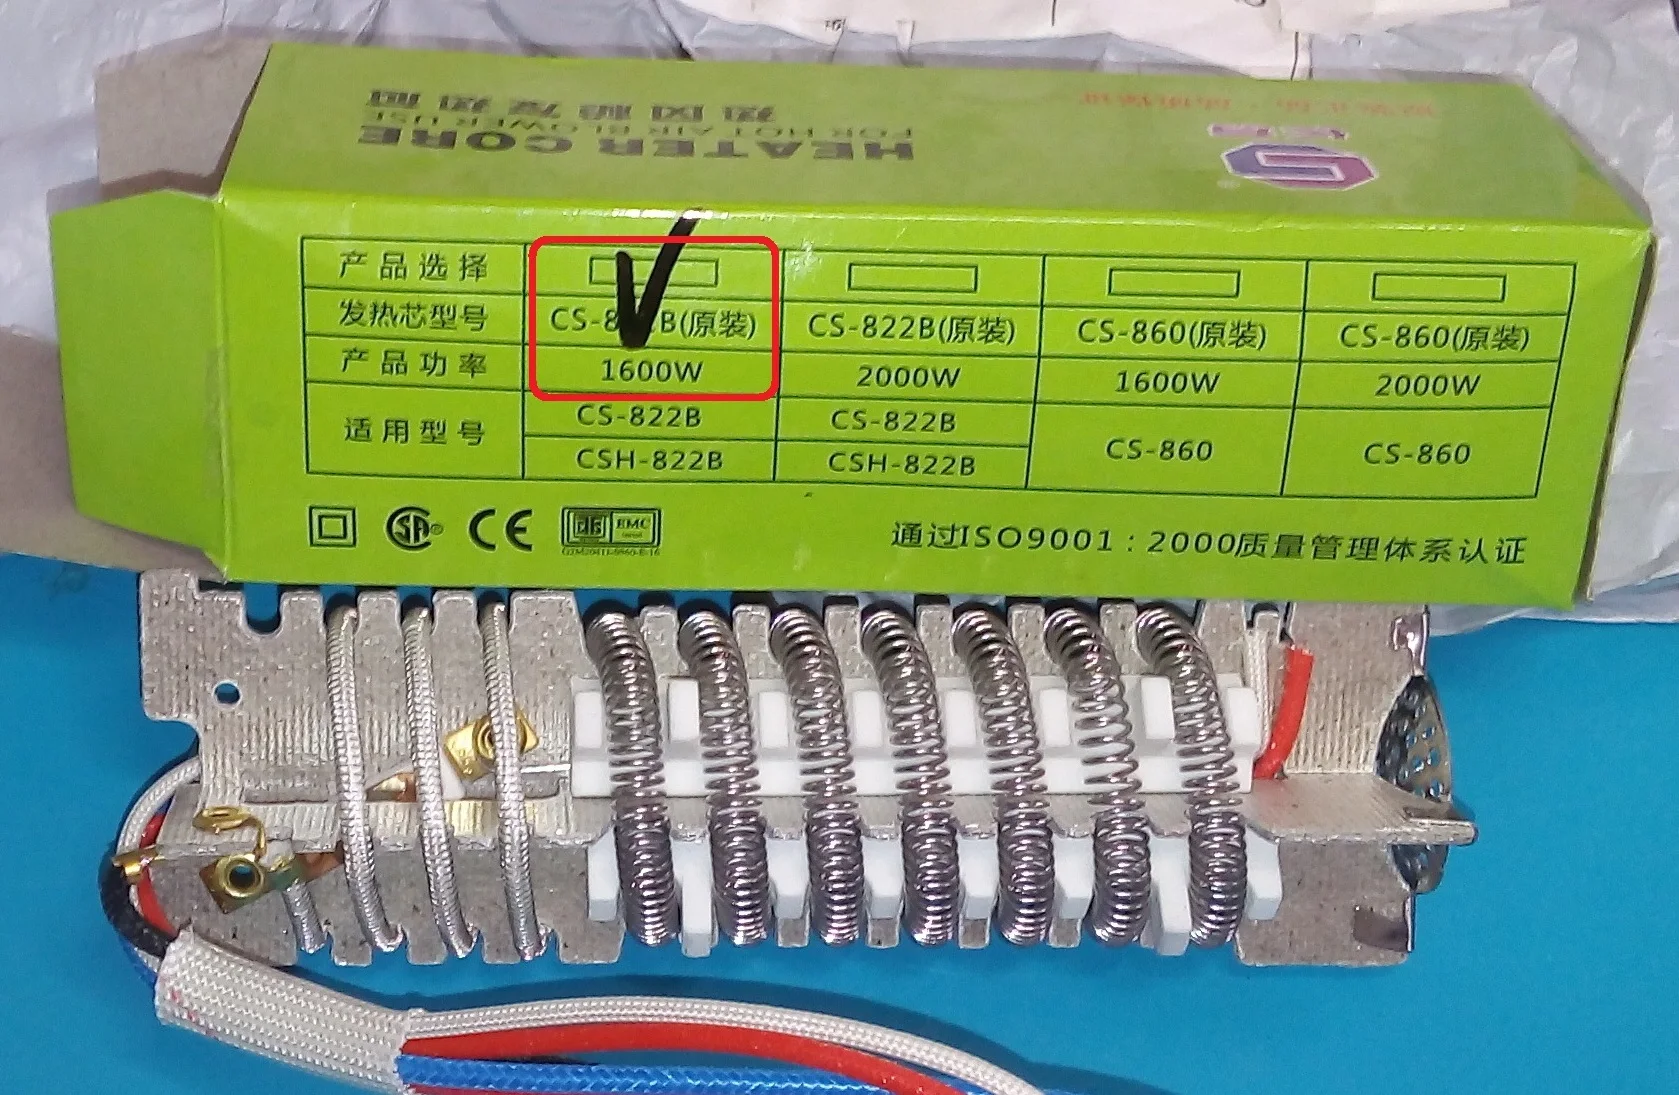 HEATER CORE
FOR HOT AIR BLOWER USE
热风枪发热芯
产品选择
发热芯型号 CS-822B(原装) CS-822B(原装) CS-860(原装) CS-860(原装)
产品功率 1600W 2000W 1600W 2000W
适用型号 CS-822B CS-822B CS-860 CS-860
CSH-822B CSH-822B
SA CE EMC
通过ISO9001:2000质量管理体系认证